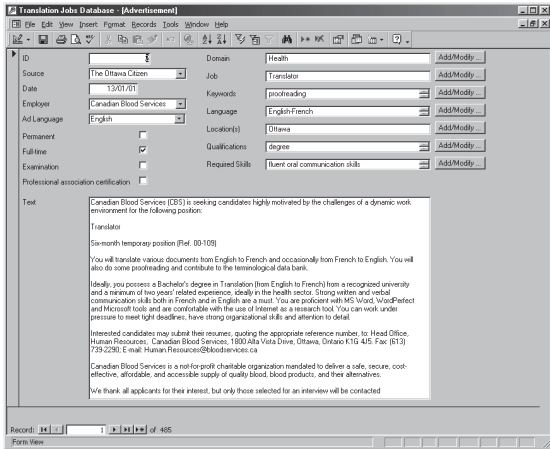 Translation Jobs Database - [Advertisement]
File Edit View Insert Format Records Tools Window Help
ID
Source The Ottawa Citizen
Date 13/01/01
Employer Canadian Blood Services
Ad Language English
Permanent
Full-time
Examination
Professional association certification
Domain Health Add/Modify ...
Job Translator Add/Modify ...
Keywords proofreading Add/Modify ...
Language English-French Add/Modify ...
Location(s) Ottawa Add/Modify ...
Qualifications degree Add/Modify ...
Required Skills fluent oral communication skills Add/Modify ...
Text
Canadian Blood Services (CBS) is seeking candidates highly motivated by the challenges of a dynamic work
environment for the following position:
Translator
Six-month temporary position (Ref. 00-109)
You will translate various documents from English to French and occasionally from French to English. You will
also do some proofreading and contribute to the terminological data bank.
Ideally, you possess a Bachelor's degree in Translation (from English to French) from a recognized university
and a minimum of two years' related experience, ideally in the health sector. Strong written and verbal
communication skills both in French and in English are a must. You are proficient with MS Word, WordPerfect
and Microsoft tools and are comfortable with the use of Internet as a research tool. You can work under
pressure to meet tight deadlines, have strong organizational skills and attention to detail.
Interested candidates may submit their resumes, quoting the appropriate reference number, to: Head Office,
Human Resources, Canadian Blood Services, 1800 Alta Vista Drive, Ottawa, Ontario K1G 4J5. Fax: (613)
739-2290; E-mail: Human.Resources@bloodservices.ca
Canadian Blood Services is a not-for-profit charitable organization mandated to deliver a safe, secure, cost-
effective, affordable, and accessible supply of quality blood, blood products, and their alternatives.
We thank all applicants for their interest, but only those selected for an interview will be contacted
Record: 1 of 485
Form View